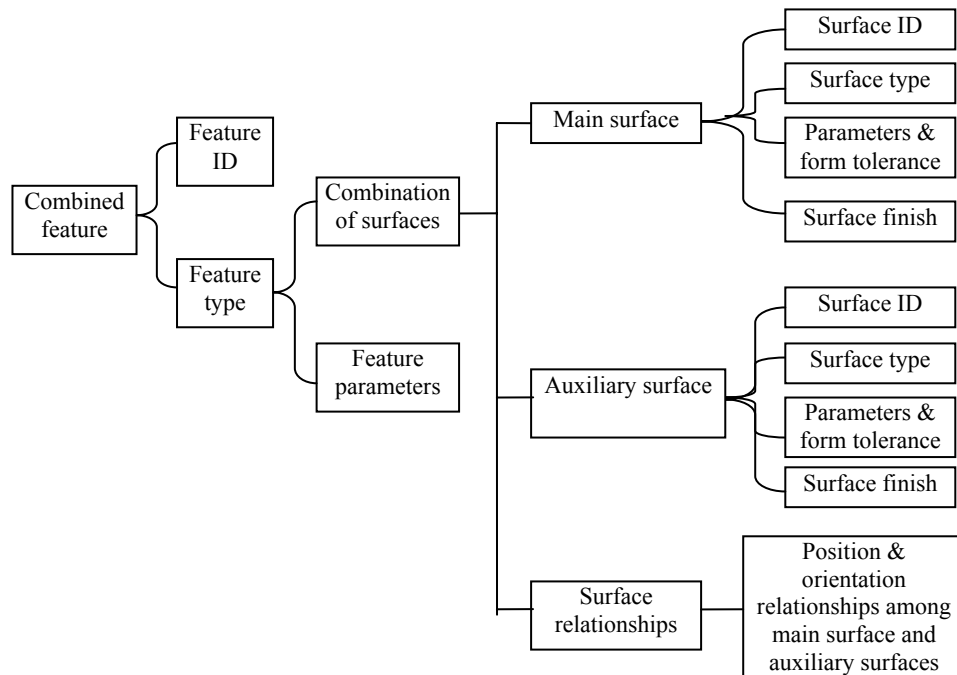 Combined
feature
Feature
ID
Feature
type
Combination
of surfaces
Feature
parameters
Main surface
Surface ID
Surface type
Parameters &
form tolerance
Surface finish
Auxiliary surface
Surface ID
Surface type
Parameters &
form tolerance
Surface finish
Surface
relationships
Position &
orientation
relationships among
main surface and
auxiliary surfaces